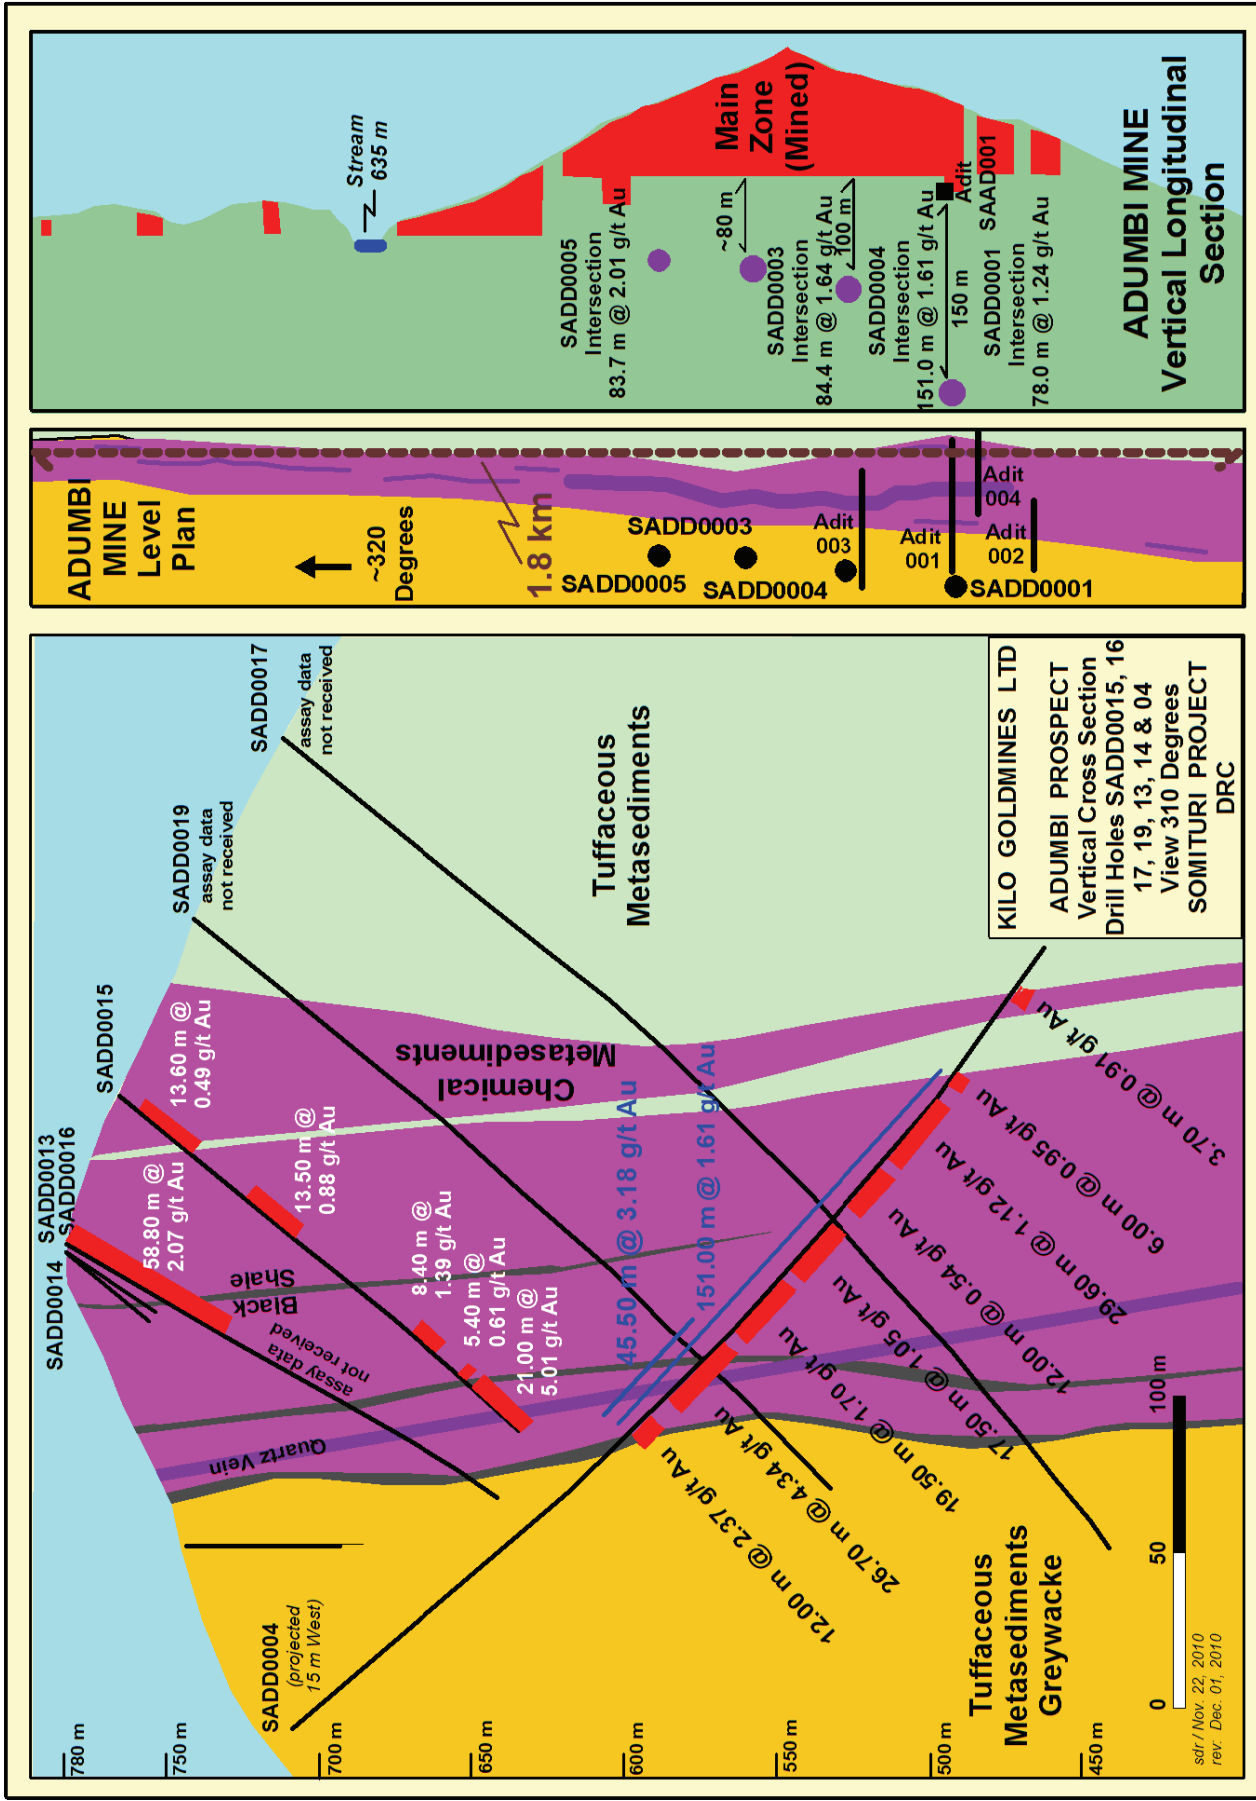 780 m
750 m
700 m
650 m
600 m
550 m
500 m
450 m
SADD0004
(projected
15 m West)
SADD0014
SADD0013
SADD0016
SADD0015
SADD0019
assay data
not received
SADD0017
assay data
not received
58.80 m @
2.07 g/t Au
13.60 m @
0.49 g/t Au
13.50 m @
0.88 g/t Au
8.40 m @
1.39 g/t Au
5.40 m @
0.61 g/t Au
21.00 m @
5.01 g/t Au
Black
Shale
assay data
not received
Quartz Vein
Chemical
Metasediments
Tuffaceous
Metasediments
45.50 m @ 3.18 g/t Au
151.00 m @ 1.61 g/t Au
12.00 m @ 2.37 g/t Au
26.70 m @ 4.34 g/t Au
19.50 m @ 1.70 g/t Au
17.50 m @ 1.05 g/t Au
12.00 m @ 0.54 g/t Au
29.60 m @ 1.12 g/t Au
6.00 m @ 0.95 g/t Au
3.70 m @ 0.91 g/t Au
Tuffaceous
Metasediments
Greywacke
0 50 100 m
sdr / Nov. 22, 2010
rev: Dec. 01, 2010
KILO GOLDMINES LTD
ADUMBI PROSPECT
Vertical Cross Section
Drill Holes SADD0015, 16
17, 19, 13, 14 & 04
View 310 Degrees
SOMITURI PROJECT
DRC
ADUMBI
MINE
Level
Plan
~320
Degrees
1.8 km
SADD0003
SADD0005
SADD0004
Adit
003
Adit
001
Adit
002
Adit
004
SADD0001
Stream
635 m
SADD0005
Intersection
83.7 m @ 2.01 g/t Au
Main
Zone
(Mined)
~80 m
SADD0003
Intersection
84.4 m @ 1.64 g/t Au
100 m
SADD0004
Intersection
151.0 m @ 1.61 g/t Au
150 m
Adit
SAAD001
SADD0001
Intersection
78.0 m @ 1.24 g/t Au
ADUMBI MINE
Vertical Longitudinal
Section